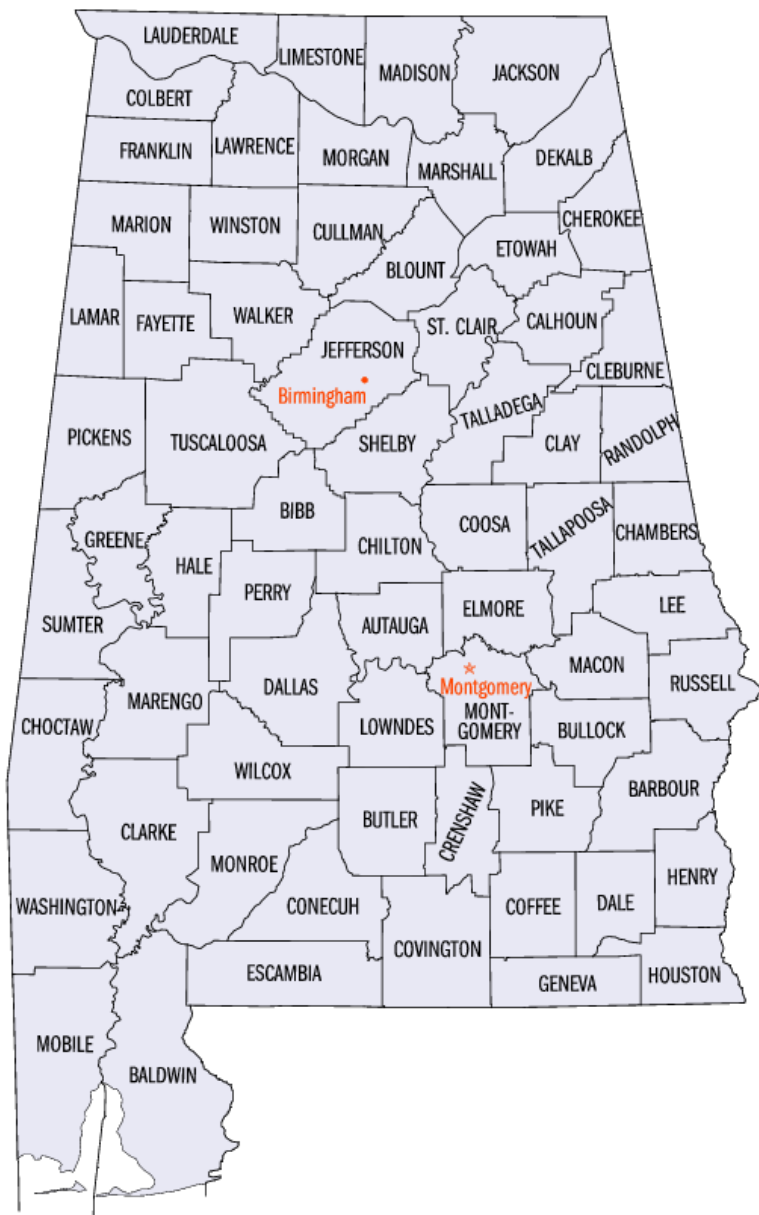 LAUDERDALE
LIMESTONE
MADISON
JACKSON
COLBERT
FRANKLIN
LAWRENCE
MORGAN
MARSHALL
DEKALB
MARION
WINSTON
CULLMAN
BLOUNT
ETOWAH
CHEROKEE
LAMAR
FAYETTE
WALKER
JEFFERSON
ST. CLAIR
CALHOUN
CLEBURNE
Birmingham
PICKENS
TUSCALOOSA
SHELBY
TALLADEGA
CLAY
RANDOLPH
GREENE
HALE
BIBB
CHILTON
COOSA
TALLAPOOSA
CHAMBERS
SUMTER
PERRY
AUTAUGA
ELMORE
LEE
MACON
RUSSELL
CHOCTAW
MARENGO
DALLAS
LOWNDES
Montgomery
MONT-
GOMERY
BULLOCK
WILCOX
CLARKE
BUTLER
CRENSHAW
PIKE
BARBOUR
WASHINGTON
MONROE
CONECUH
COVINGTON
COFFEE
DALE
HENRY
ESCAMBIA
GENEVA
HOUSTON
MOBILE
BALDWIN